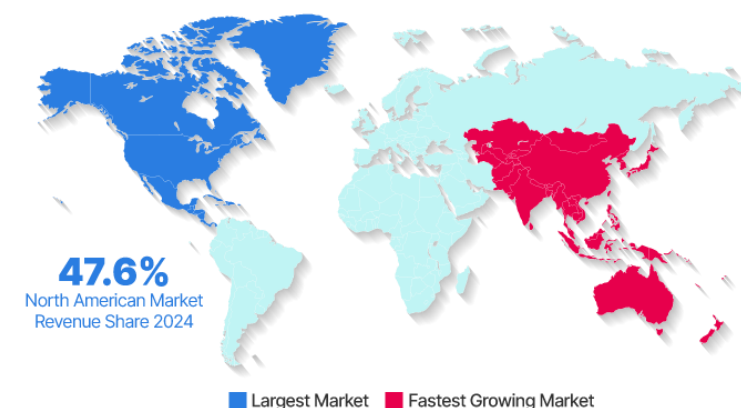 47.6%
North American Market
Revenue Share 2024
Largest Market
Fastest Growing Market